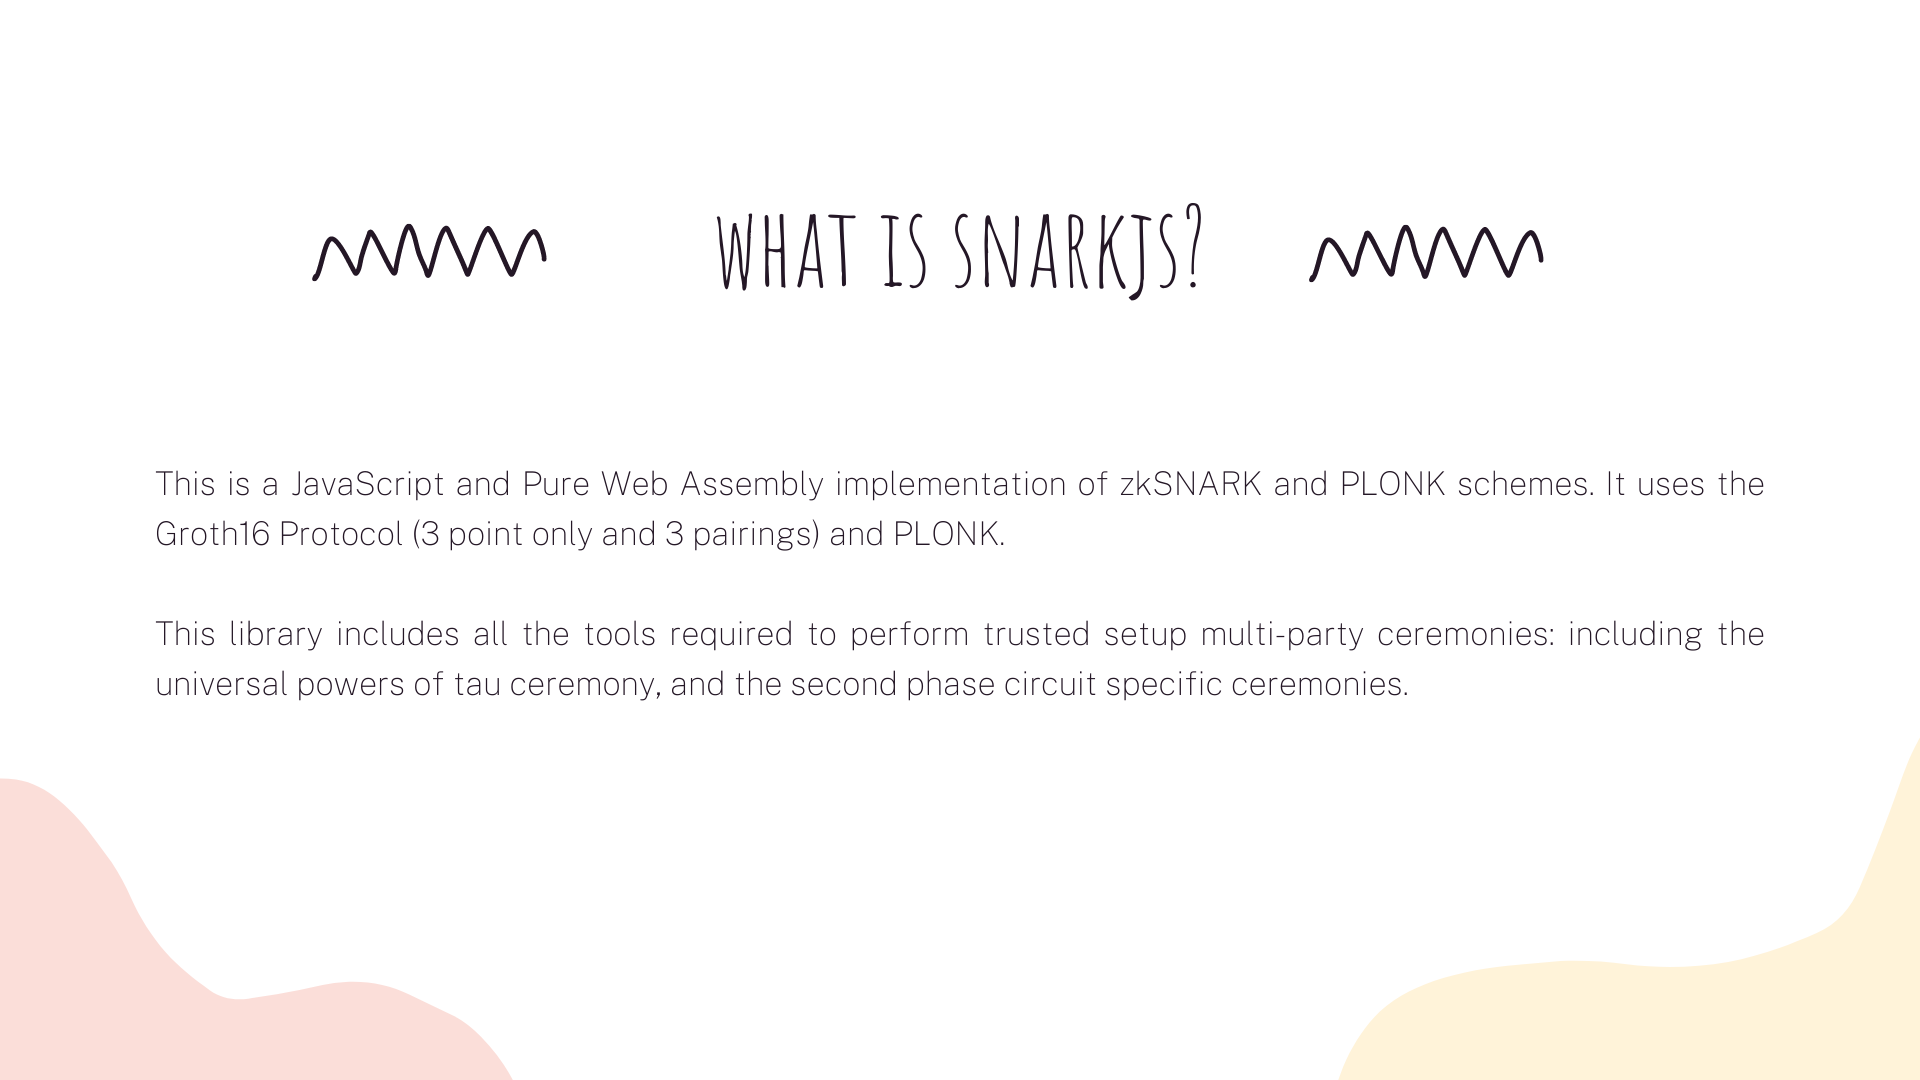 WHAT IS SNARKJS?
This is a JavaScript and Pure Web Assembly implementation of zkSNARK and PLONK schemes. It uses the
Groth16 Protocol (3 point only and 3 pairings) and PLONK.
This library includes all the tools required to perform trusted setup multi-party ceremonies: including the
universal powers of tau ceremony, and the second phase circuit specific ceremonies.